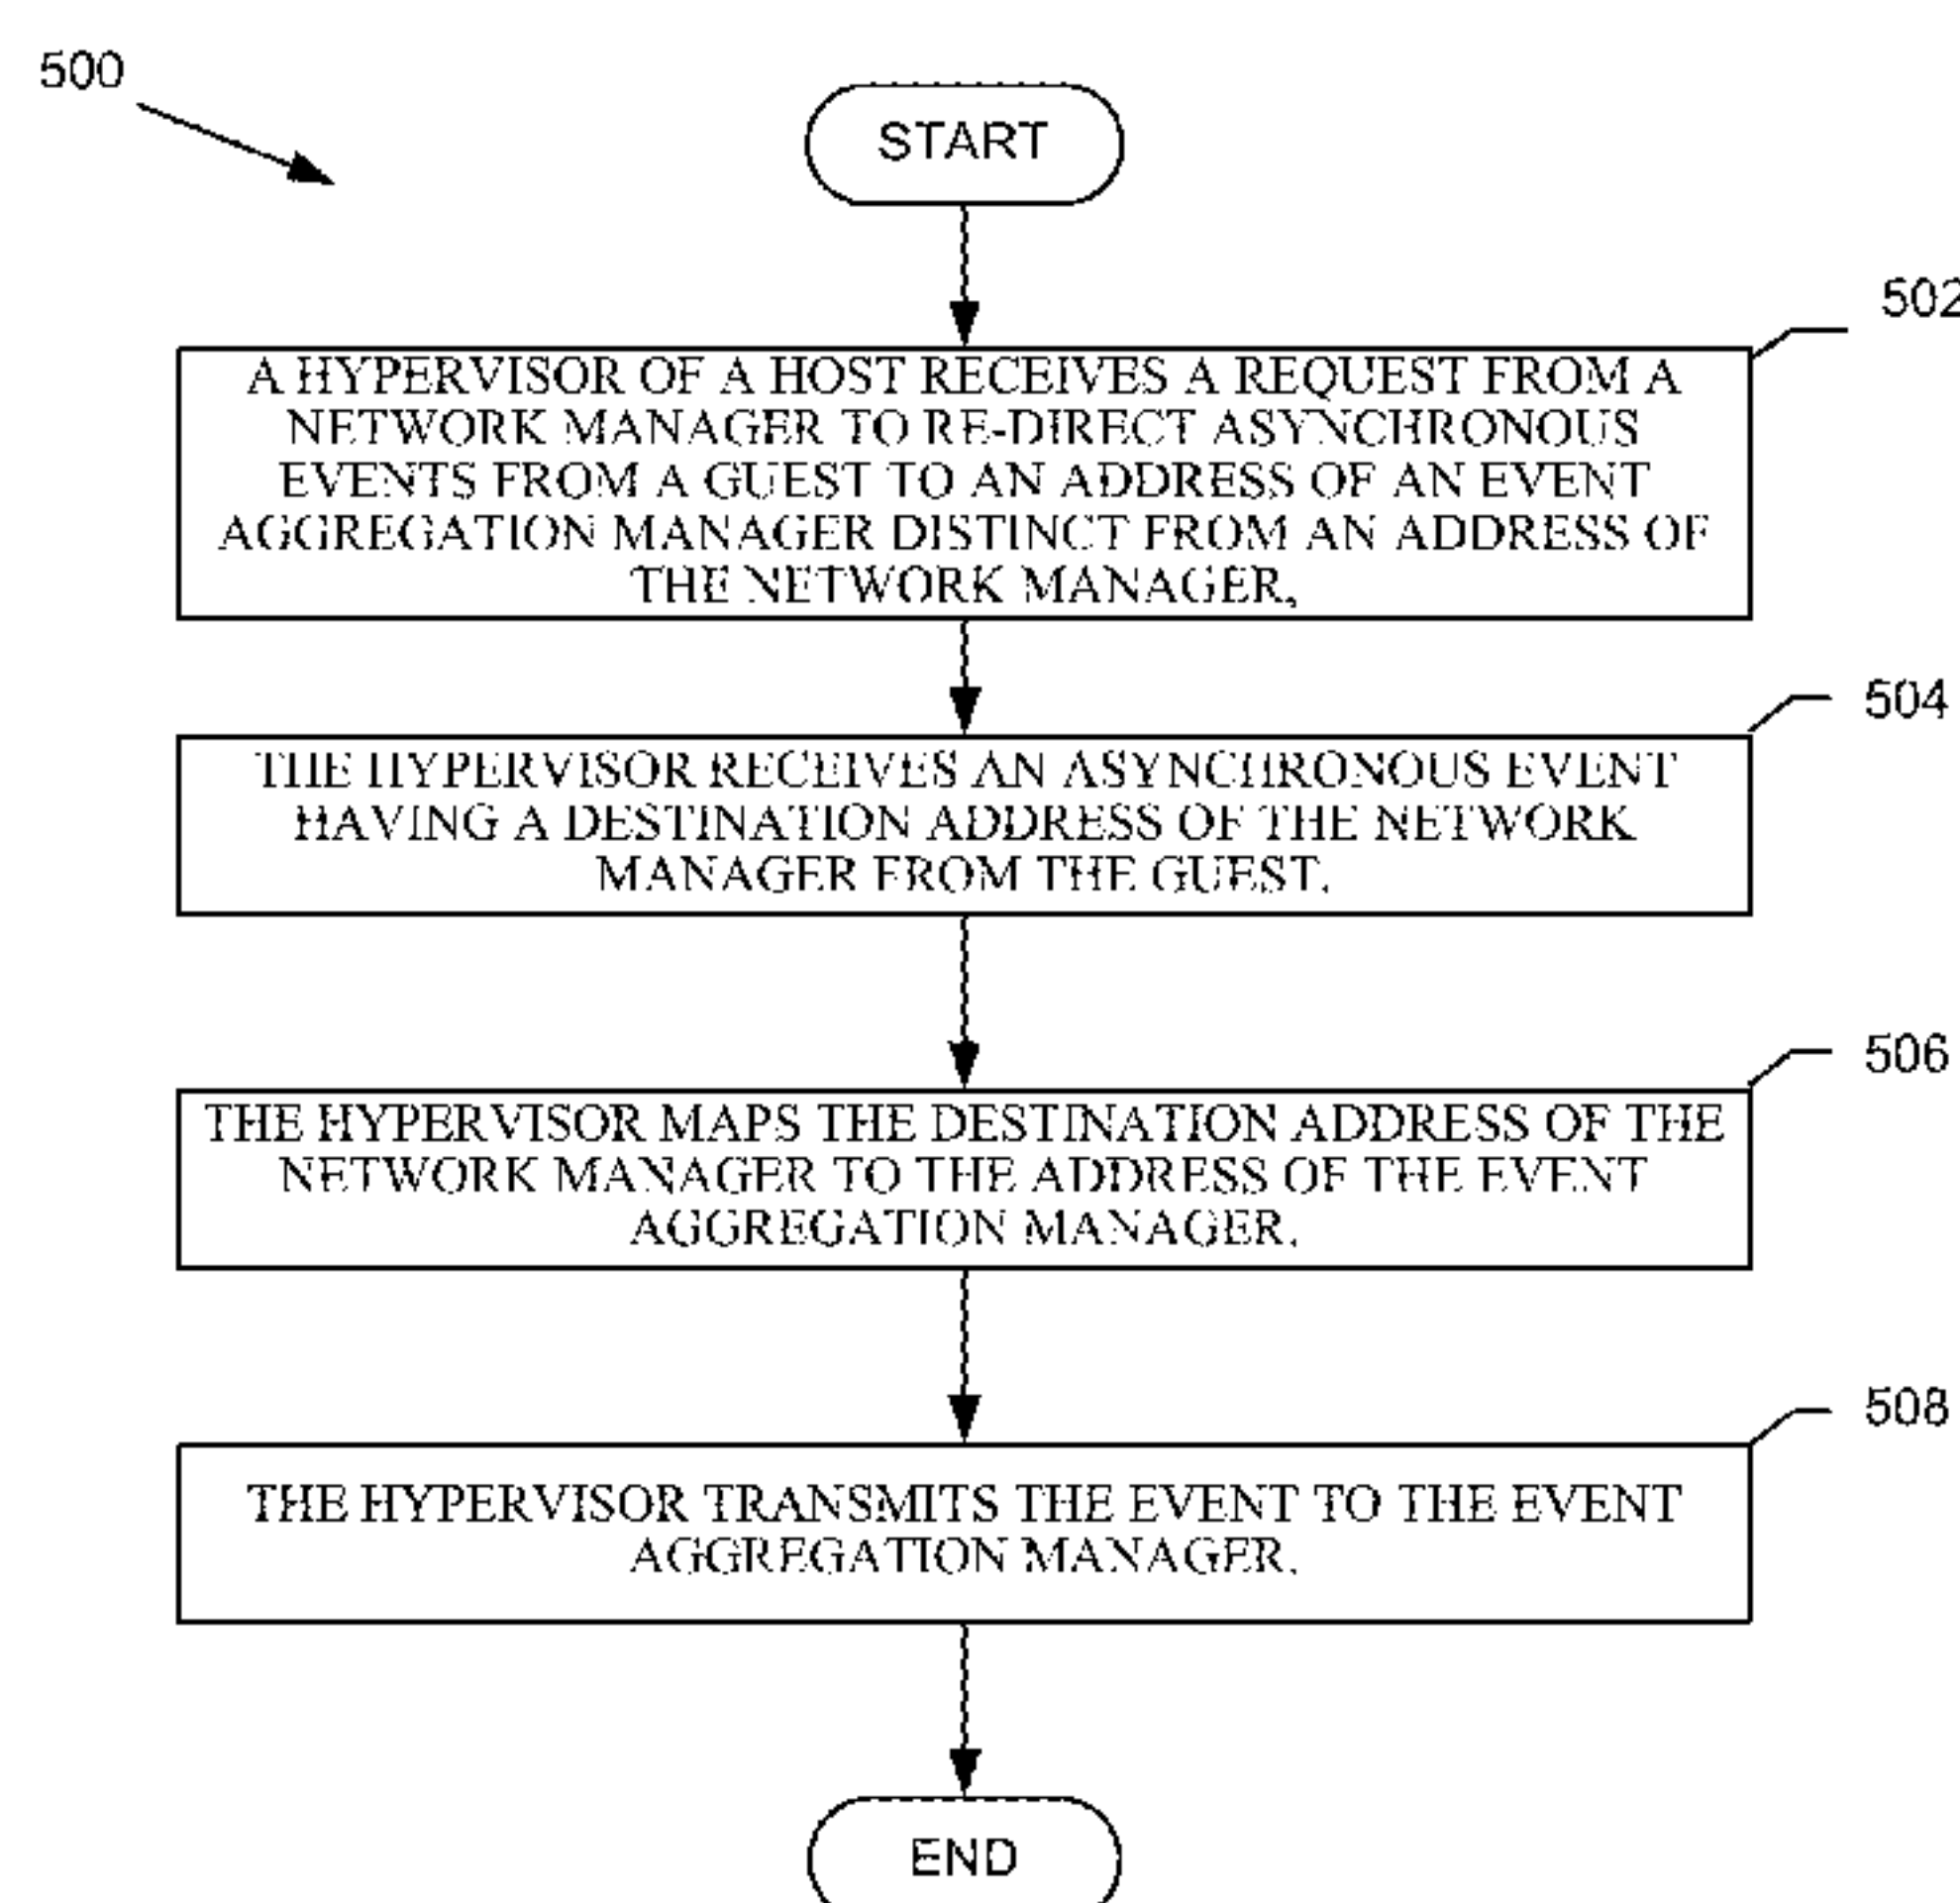 500
START
502
A HYPERVISOR OF A HOST RECEIVES A REQUEST FROM A
NETWORK MANAGER TO RE-DIRECT ASYNCHRONOUS
EVENTS FROM A GUEST TO AN ADDRESS OF AN EVENT
AGGREGATION MANAGER DISTINCT FROM AN ADDRESS OF
THE NETWORK MANAGER.
504
THE HYPERVISOR RECEIVES AN ASYNCHRONOUS EVENT
HAVING A DESTINATION ADDRESS OF THE NETWORK
MANAGER FROM THE GUEST.
506
THE HYPERVISOR MAPS THE DESTINATION ADDRESS OF THE
NETWORK MANAGER TO THE ADDRESS OF THE EVENT
AGGREGATION MANAGER.
508
THE HYPERVISOR TRANSMITS THE EVENT TO THE EVENT
AGGREGATION MANAGER.
END